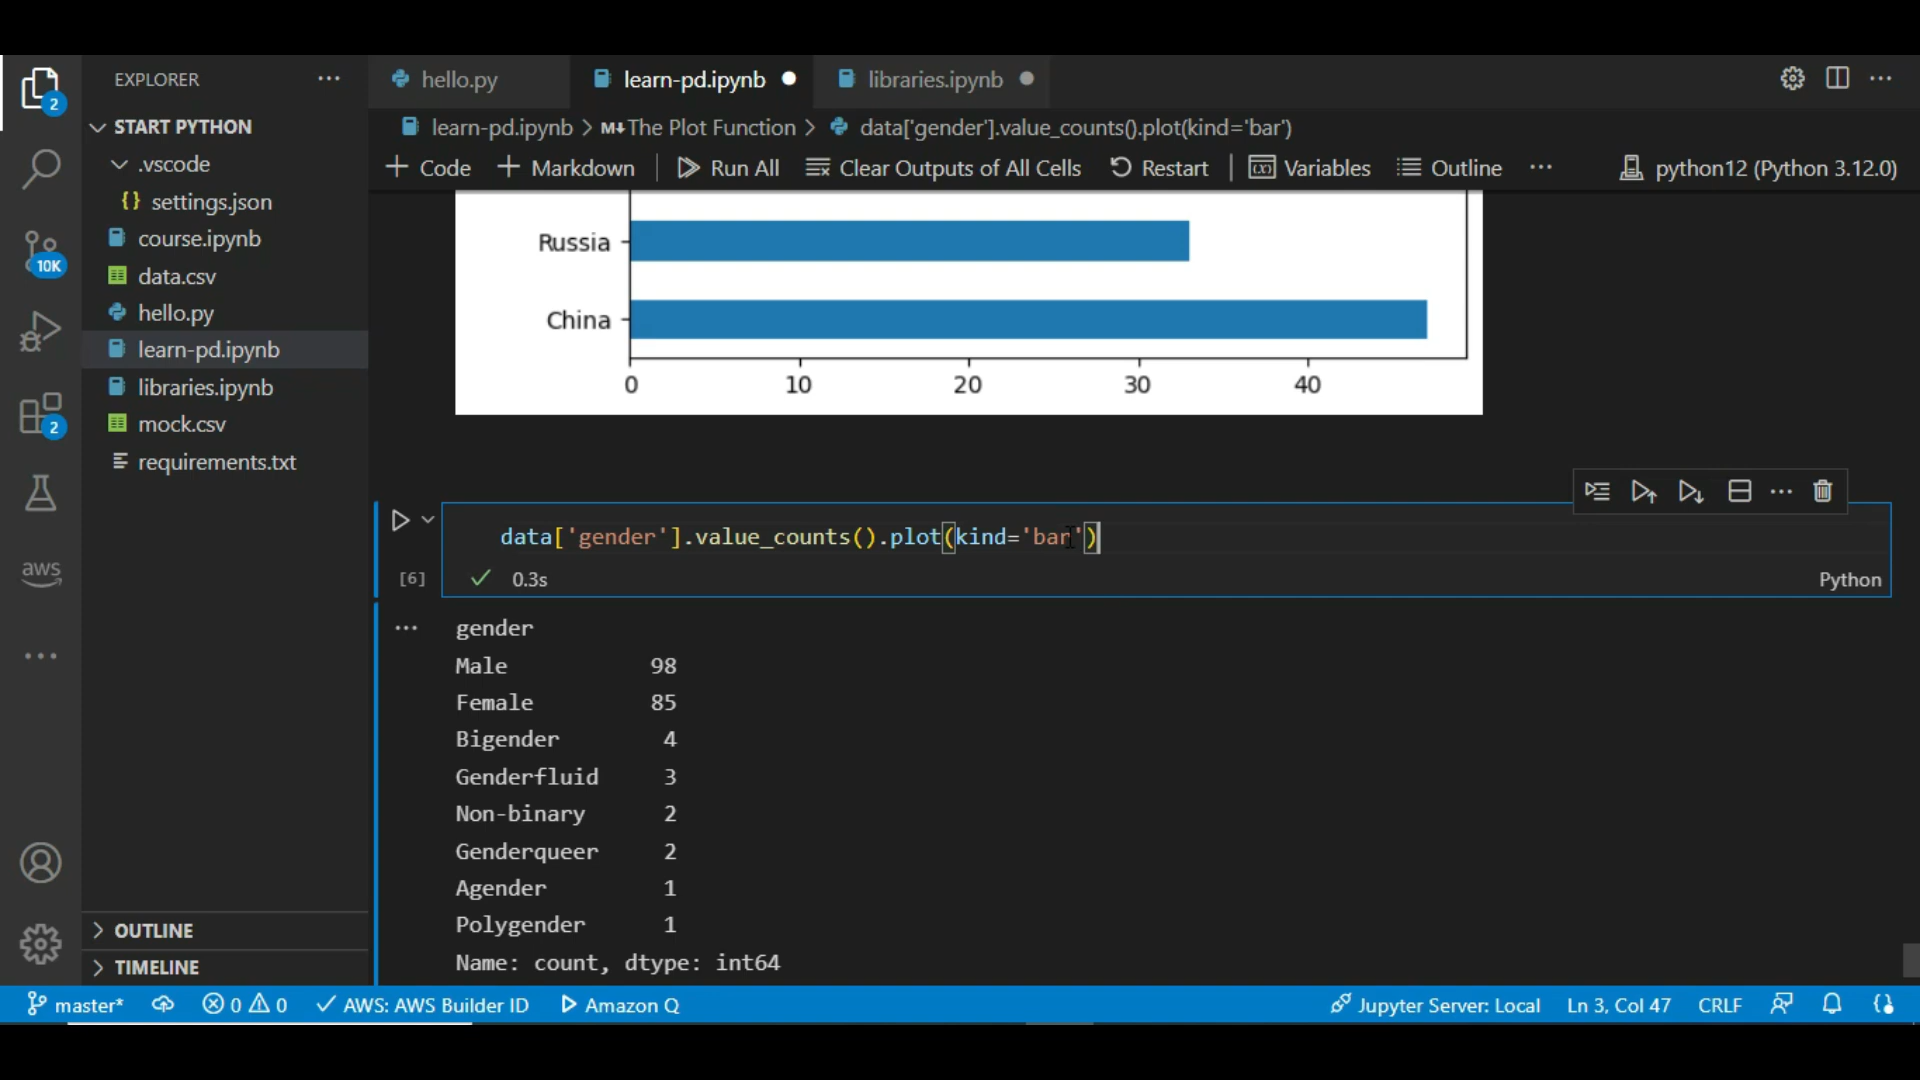 EXPLORER
hello.py
learn-pd.ipynb
libraries.ipynb
START PYTHON
learn-pd.ipynb > M↓The Plot Function > data['gender'].value_counts().plot(kind='bar')
.vscode
Code
Markdown
Run All
Clear Outputs of All Cells
Restart
Variables
Outline
python12 (Python 3.12.0)
settings.json
course.ipynb
data.csv
hello.py
learn-pd.ipynb
libraries.ipynb
mock.csv
requirements.txt
2
10K
2
aws
Russia
China
0 10 20 30 40
data['gender'].value_counts().plot(kind='bar')
[6] 0.3s
Python
gender
Male 98
Female 85
Bigender 4
Genderfluid 3
Non-binary 2
Genderqueer 2
Agender 1
Polygender 1
Name: count, dtype: int64
OUTLINE
TIMELINE
master* 0 0 AWS: AWS Builder ID Amazon Q Jupyter Server: Local Ln 3, Col 47 CRLF